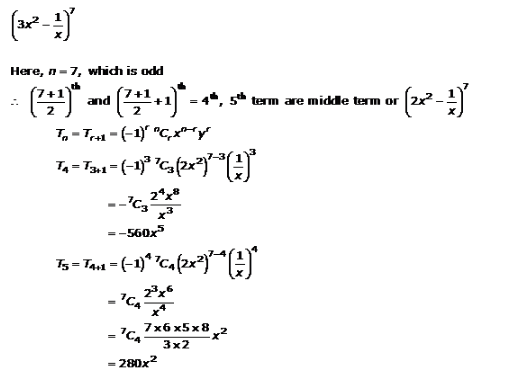 (3x² − 1/x)⁷
Here, n = 7, which is odd
∴ ((7+1)/2)ᵗʰ and ((7+1)/2 + 1)ᵗʰ = 4ᵗʰ, 5ᵗʰ term are middle term or (2x² − 1/x)⁷
Tₙ = Tᵣ₊₁ = (−1)ʳ ⁿCᵣ xⁿ⁻ʳ yʳ
T₄ = T₃₊₁ = (−1)³ ⁷C₃ (2x²)⁷⁻³ (1/x)³
= −⁷C₃ 2⁴x⁸/x³
= −560x⁵
T₅ = T₄₊₁ = (−1)⁴ ⁷C₄ (2x²)⁷⁻⁴ (1/x)⁴
= ⁷C₄ 2³x⁶/x⁴
= ⁷C₄ (7×6×5×8)/(3×2) x²
= 280x²